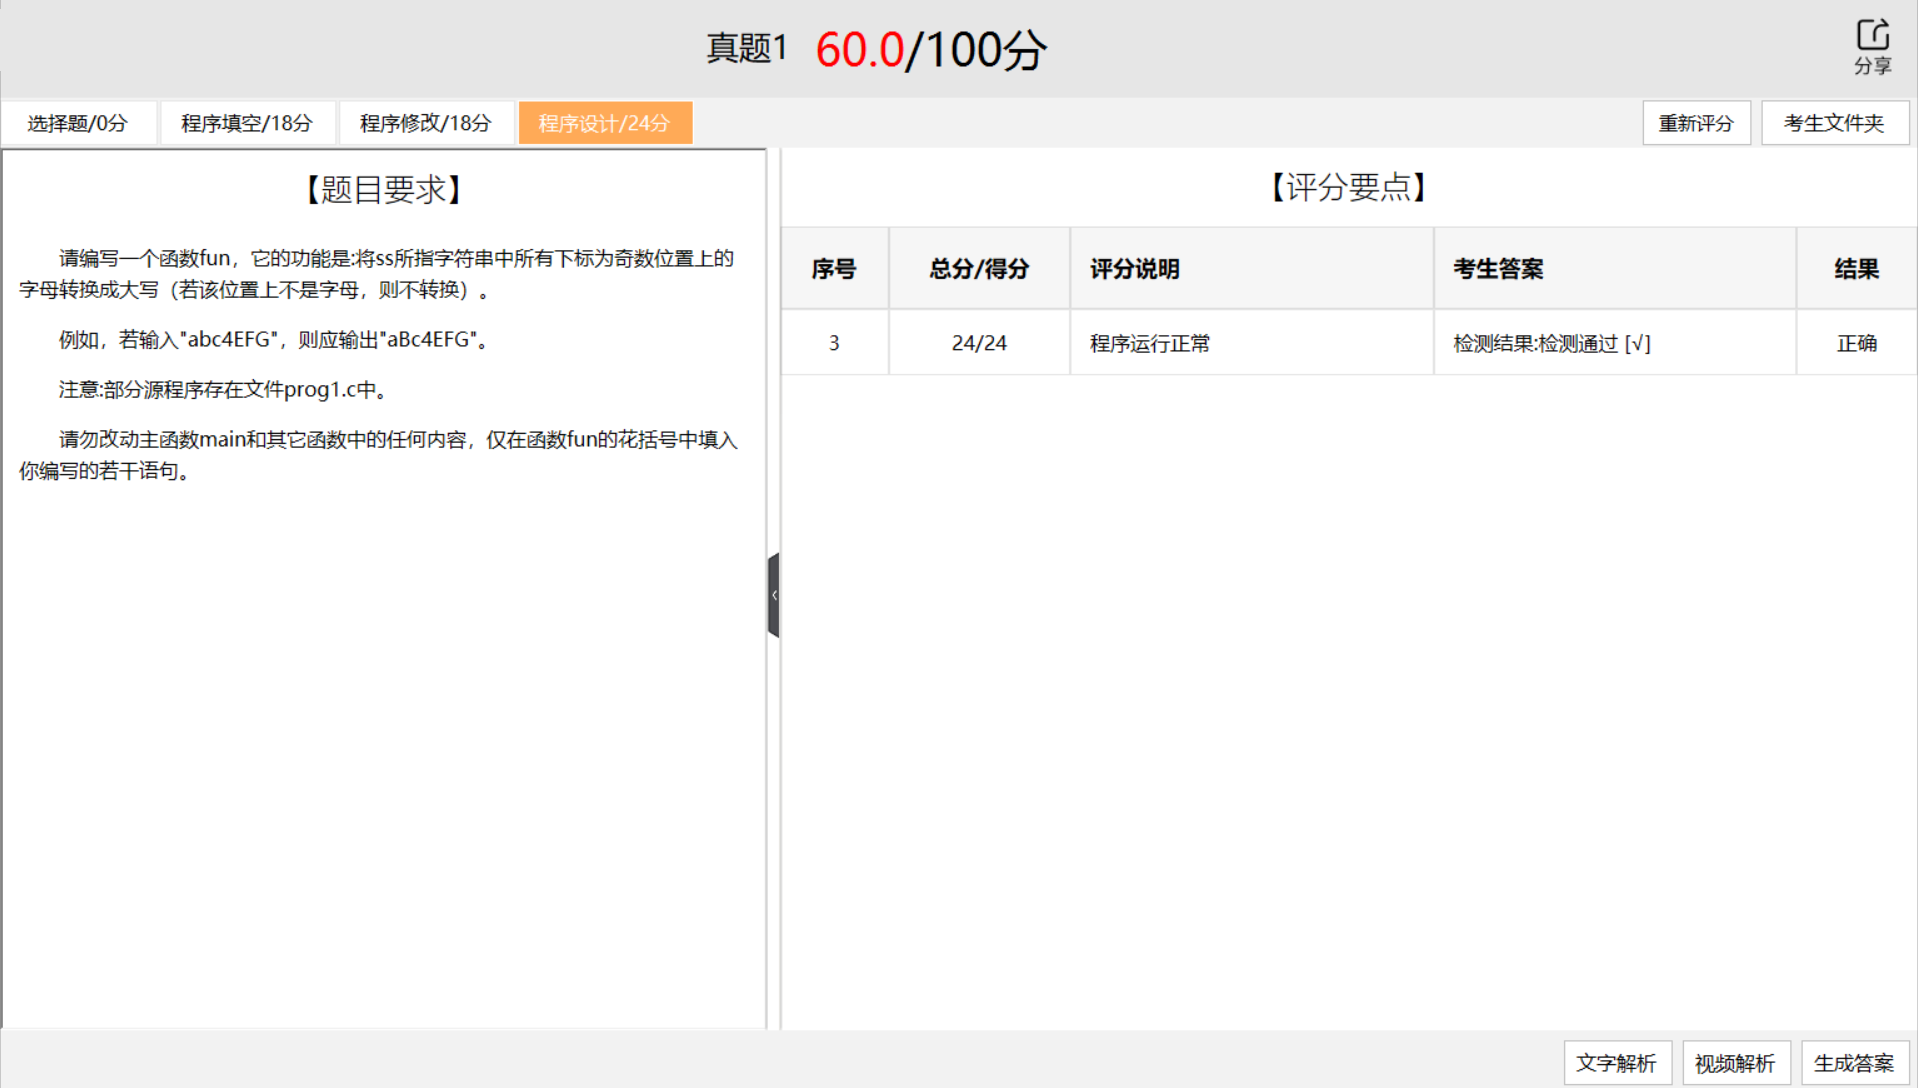 真题1 60.0/100分
分享
选择题/0分 程序填空/18分 程序修改/18分 程序设计/24分 重新评分 考生文件夹
【题目要求】
请编写一个函数fun，它的功能是:将ss所指字符串中所有下标为奇数位置上的
字母转换成大写（若该位置上不是字母，则不转换）。
例如，若输入"abc4EFG"，则应输出"aBc4EFG"。
注意:部分源程序存在文件prog1.c中。
请勿改动主函数main和其它函数中的任何内容，仅在函数fun的花括号中填入
你编写的若干语句。
【评分要点】
序号 总分/得分 评分说明 考生答案 结果
3 24/24 程序运行正常 检测结果:检测通过 [√] 正确
文字解析 视频解析 生成答案